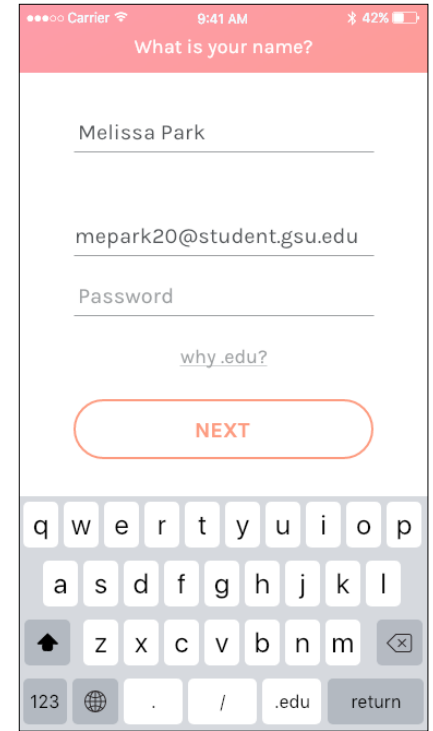 Carrier 9:41 AM 42%
What is your name?
Melissa Park
mepark20@student.gsu.edu
Password
why .edu?
NEXT
q w e r t y u i o p
a s d f g h j k l
z x c v b n m
123 . / .edu return